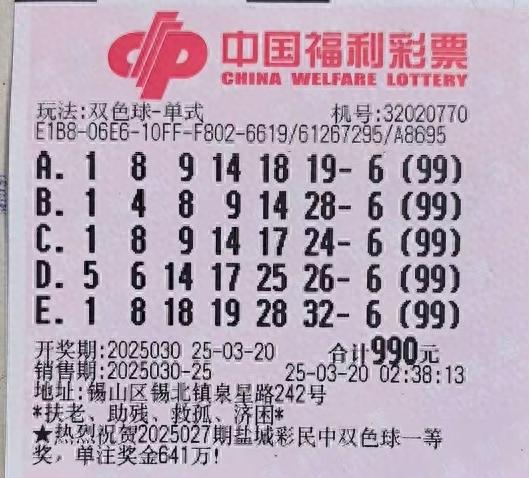 中国福利彩票
CHINA WELFARE LOTTERY
玩法:双色球-单式 机号:32020770
E1B8-06E6-10FF-F802-6619/61267295/A8695
A. 1 8 9 14 18 19- 6 (99)
B. 1 4 8 9 14 28- 6 (99)
C. 1 8 9 14 17 24- 6 (99)
D. 5 6 14 17 25 26- 6 (99)
E. 1 8 18 19 28 32- 6 (99)
开奖期:2025030 25-03-20 合计990元
销售期:2025030-25 25-03-20 02:38:13
地址:锡山区锡北镇泉星路242号
*扶老、助残、救孤、济困*
★热烈祝贺2025027期盐城彩民中双色球一等
奖，单注奖金641万!